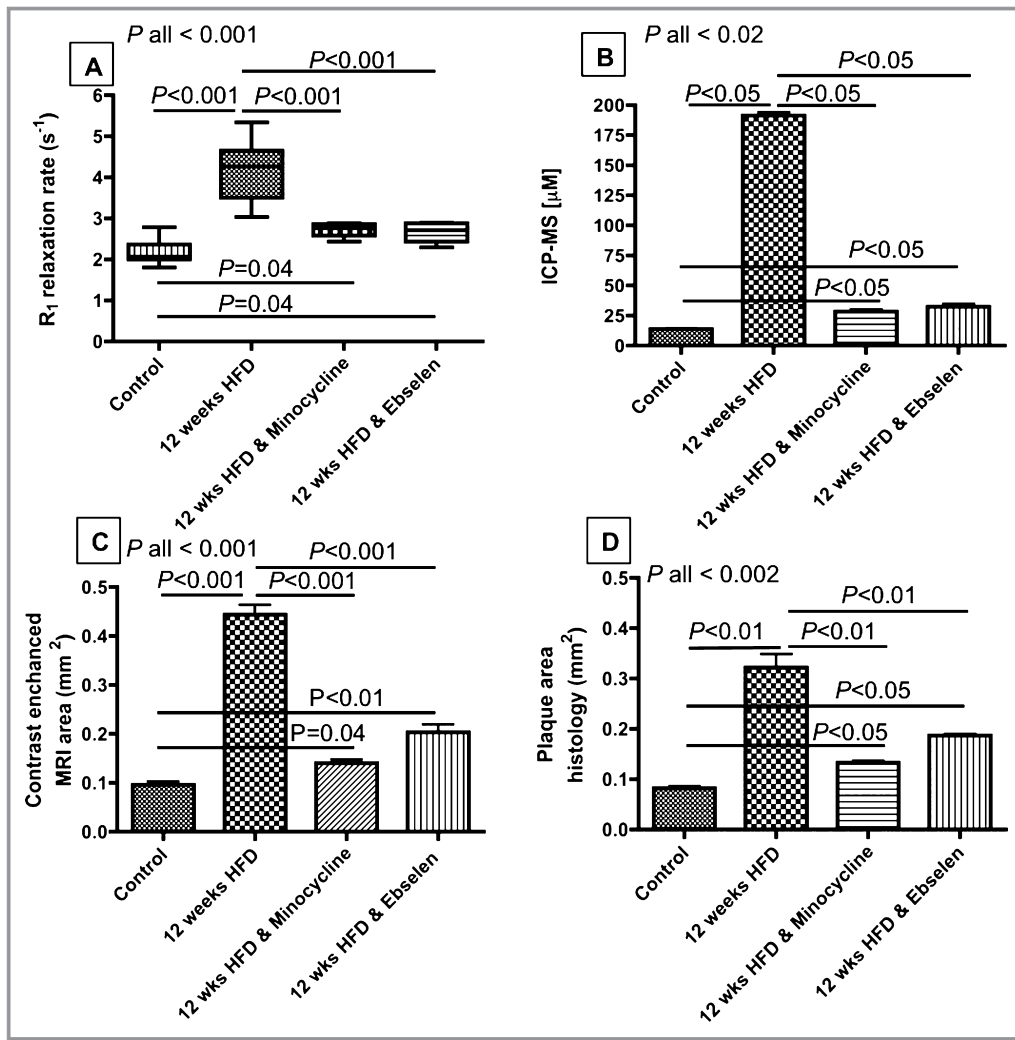 A
P all < 0.001
P<0.001
P<0.001 P<0.001
R1 relaxation rate (s-1)
6
5
4
3
2
1
0
P=0.04
P=0.04
Control
12 weeks HFD
12 wks HFD & Minocycline
12 wks HFD & Ebselen
B
P all < 0.02
P<0.05
P<0.05 P<0.05
ICP-MS [µM]
200
175
150
125
100
75
50
25
0
P<0.05
P<0.05
Control
12 weeks HFD
12 wks HFD & Minocycline
12 wks HFD & Ebselen
C
P all < 0.001
P<0.001
P<0.001 P<0.001
Contrast enchanced
MRI area (mm2)
0.5
0.4
0.3
0.2
0.1
0.0
P<0.01
P=0.04
Control
12 weeks HFD
12 wks HFD & Minocycline
12 wks HFD & Ebselen
D
P all < 0.002
P<0.01
P<0.01 P<0.01
Plaque area
histology (mm2)
0.5
0.4
0.3
0.2
0.1
0.0
P<0.05
P<0.05
Control
12 weeks HFD
12 wks HFD & Minocycline
12 wks HFD & Ebselen